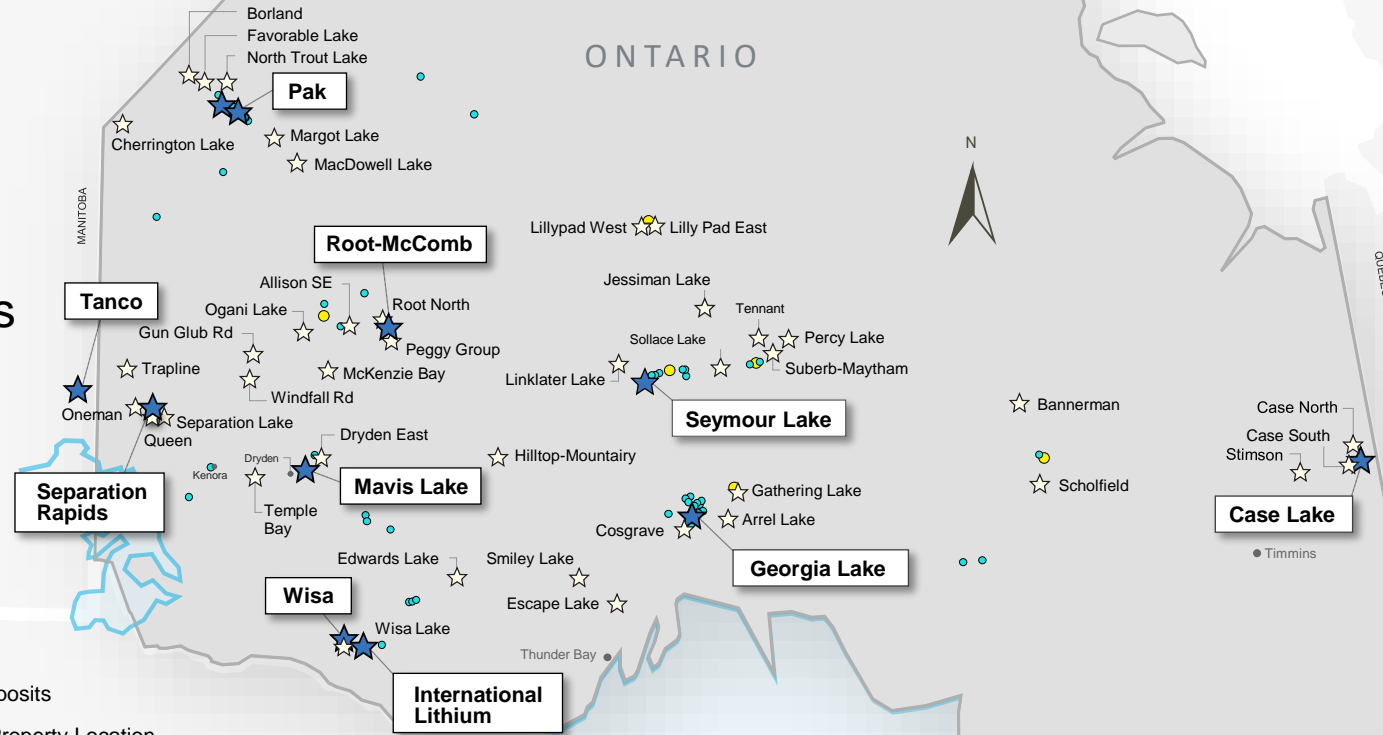 Borland
Favorable Lake
North Trout Lake
ONTARIO
Pak
Cherrington Lake
Margot Lake
MacDowell Lake
N
MANITOBA
Lillypad West
Lilly Pad East
Root-McComb
Allison SE
Jessiman Lake
Tanco
s
Ogani Lake
Root North
Tennant
Gun Glub Rd
Sollace Lake
Percy Lake
Peggy Group
Trapline
McKenzie Bay
Linklater Lake
Suberb-Maytham
Windfall Rd
Oneman
Separation Lake
Queen
Seymour Lake
Bannerman
Case North
Case South
Stimson
Dryden East
Dryden
Kenora
Hilltop-Mountairy
Mavis Lake
Separation
Rapids
Temple
Bay
Gathering Lake
Arrel Lake
Cosgrave
Scholfield
Case Lake
Timmins
Edwards Lake
Smiley Lake
Georgia Lake
Wisa
Escape Lake
Wisa Lake
Thunder Bay
International
Lithium
osits
Property Location